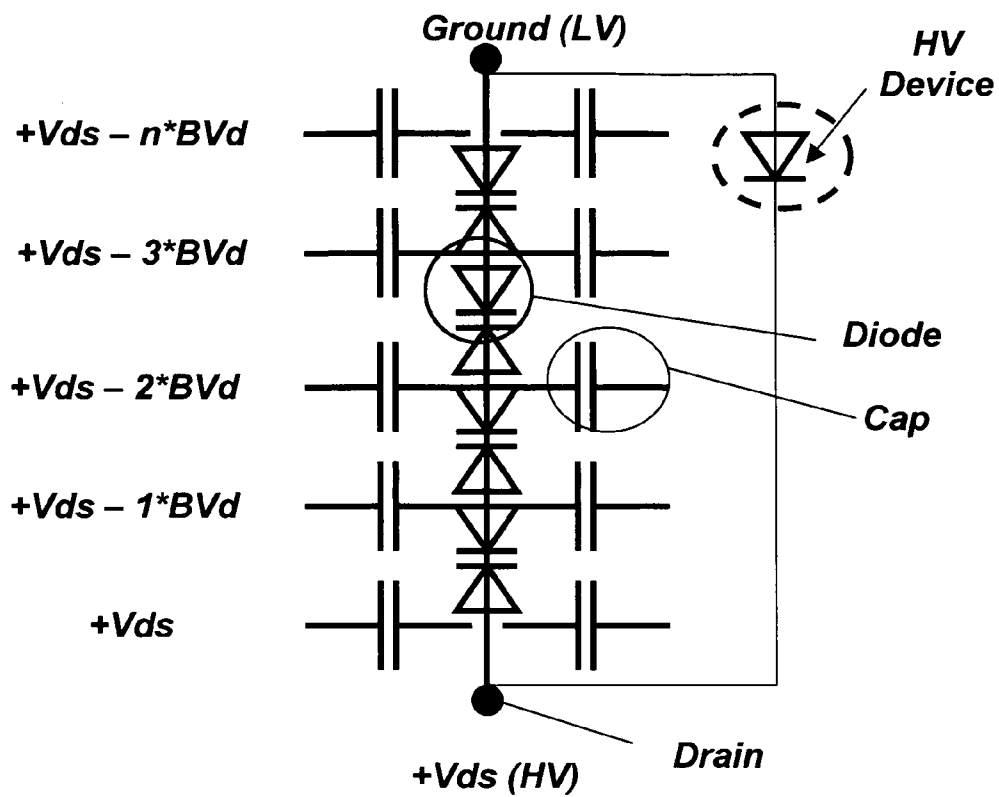 Ground (LV)
HV
Device
+Vds – n*BVd
+Vds – 3*BVd
Diode
+Vds – 2*BVd
Cap
+Vds – 1*BVd
+Vds
Drain
+Vds (HV)